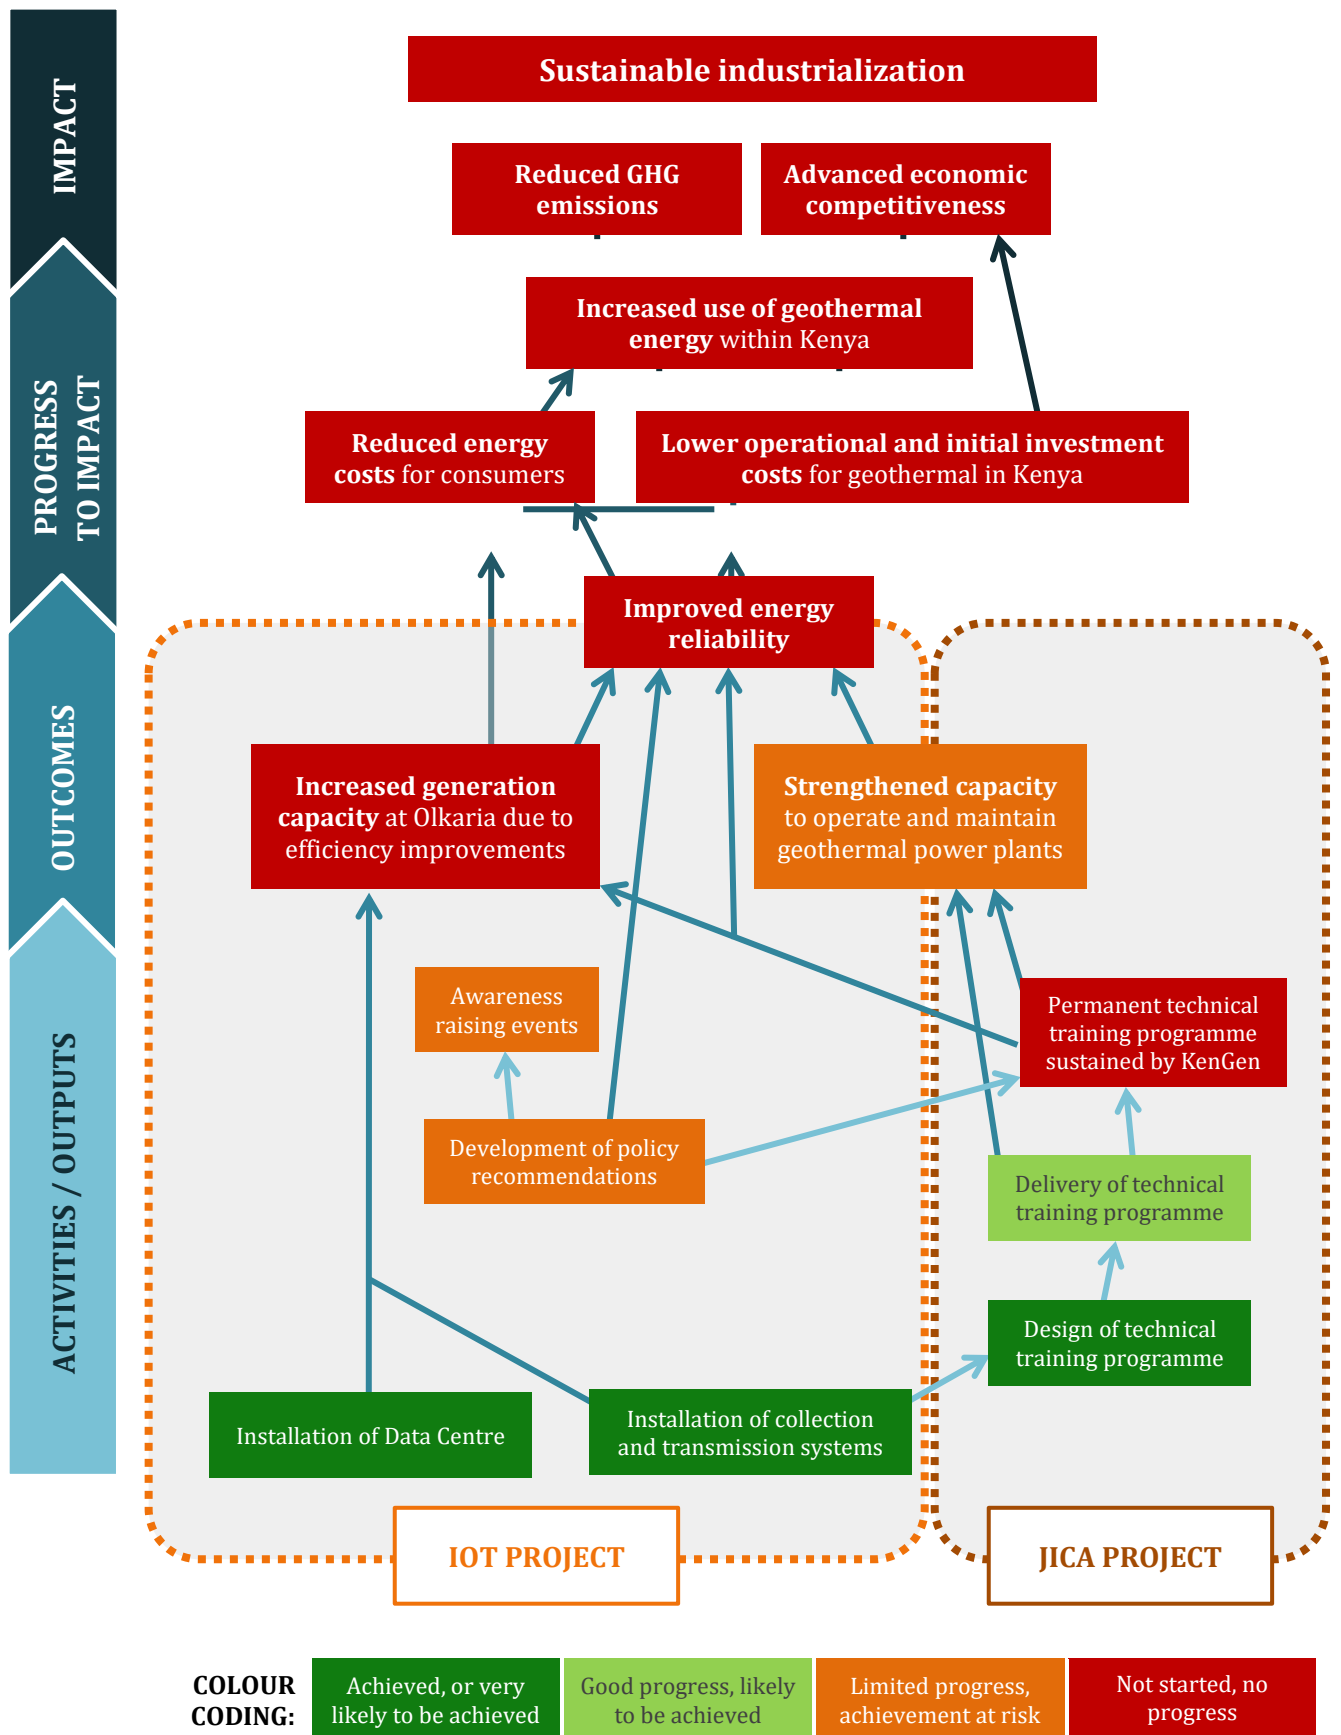 IMPACT
PROGRESS
TO IMPACT
OUTCOMES
ACTIVITIES / OUTPUTS
Sustainable industrialization
Reduced GHG
emissions
Advanced economic
competitiveness
Increased use of geothermal
energy within Kenya
Reduced energy
costs for consumers
Lower operational and initial investment
costs for geothermal in Kenya
Improved energy
reliability
Increased generation
capacity at Olkaria due to
efficiency improvements
Strengthened capacity
to operate and maintain
geothermal power plants
Awareness
raising events
Permanent technical
training programme
sustained by KenGen
Development of policy
recommendations
Delivery of technical
training programme
Design of technical
training programme
Installation of Data Centre
Installation of collection
and transmission systems
IOT PROJECT
JICA PROJECT
COLOUR
CODING:
Achieved, or very
likely to be achieved
Good progress, likely
to be achieved
Limited progress,
achievement at risk
Not started, no
progress